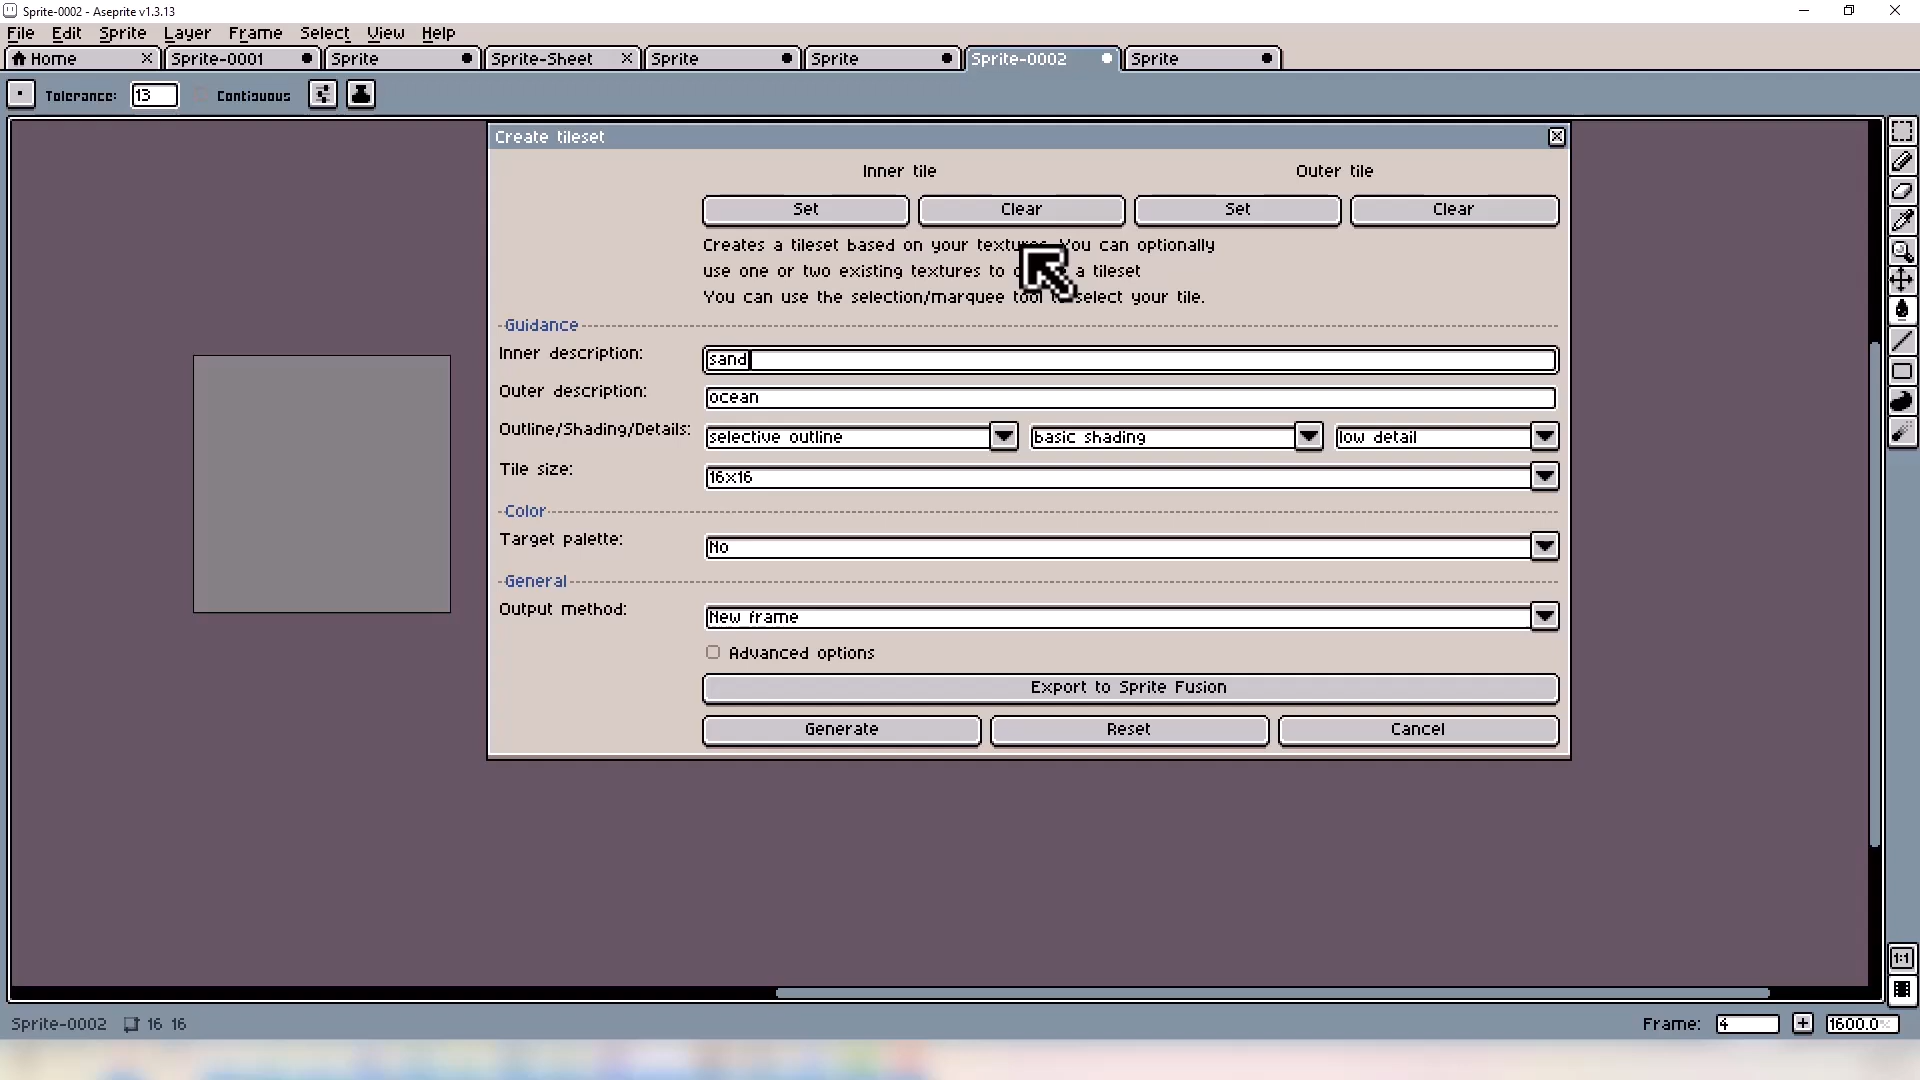 Sprite-0002 - Aseprite v1.3.13
File Edit Sprite Layer Frame Select View Help
Home Sprite-0001 Sprite Sprite-Sheet Sprite Sprite Sprite-0002 Sprite
Tolerance: 13 Contiguous
Create tileset
Inner tile Outer tile
Set Clear Set Clear
Creates a tileset based on your textures. You can optionally
use one or two existing textures to a tileset
You can use the selection/marquee tool select your tile.
Guidance
Inner description: sand
Outer description: ocean
Outline/Shading/Details: selective outline basic shading low detail
Tile size: 16x16
Color
Target palette: No
General
Output method: New frame
Advanced options
Export to Sprite Fusion
Generate Reset Cancel
1:1
Sprite-0002 16 16 Frame: 4 + 1600.0